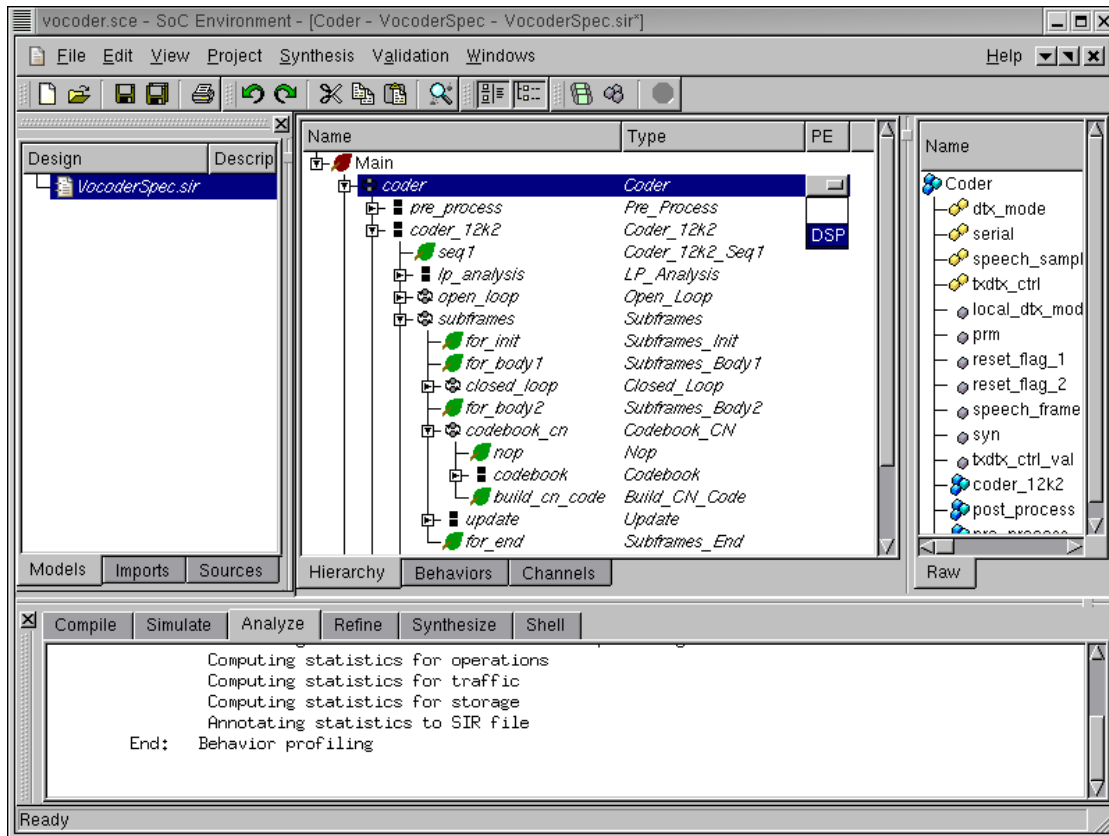 vocoder.sce - SoC Environment - [Coder - VocoderSpec - VocoderSpec.sir*]
File Edit View Project Synthesis Validation Windows Help
Design Descrip
VocoderSpec.sir
Models Imports Sources
Name Type PE
Main
coder Coder
pre_process Pre_Process
DSP
coder_12k2 Coder_12k2
seq1 Coder_12k2_Seq1
lp_analysis LP_Analysis
open_loop Open_Loop
subframes Subframes
for_init Subframes_Init
for_body1 Subframes_Body1
closed_loop Closed_Loop
for_body2 Subframes_Body2
codebook_cn Codebook_CN
nop Nop
codebook Codebook
build_cn_code Build_CN_Code
update Update
for_end Subframes_End
Hierarchy Behaviors Channels
Name
Coder
dtx_mode
serial
speech_sampl
txdtx_ctrl
local_dtx_mod
prm
reset_flag_1
reset_flag_2
speech_frame
syn
txdtx_ctrl_val
coder_12k2
post_process
Raw
Compile Simulate Analyze Refine Synthesize Shell
Computing statistics for operations
Computing statistics for traffic
Computing statistics for storage
Annotating statistics to SIR file
End: Behavior profiling
Ready